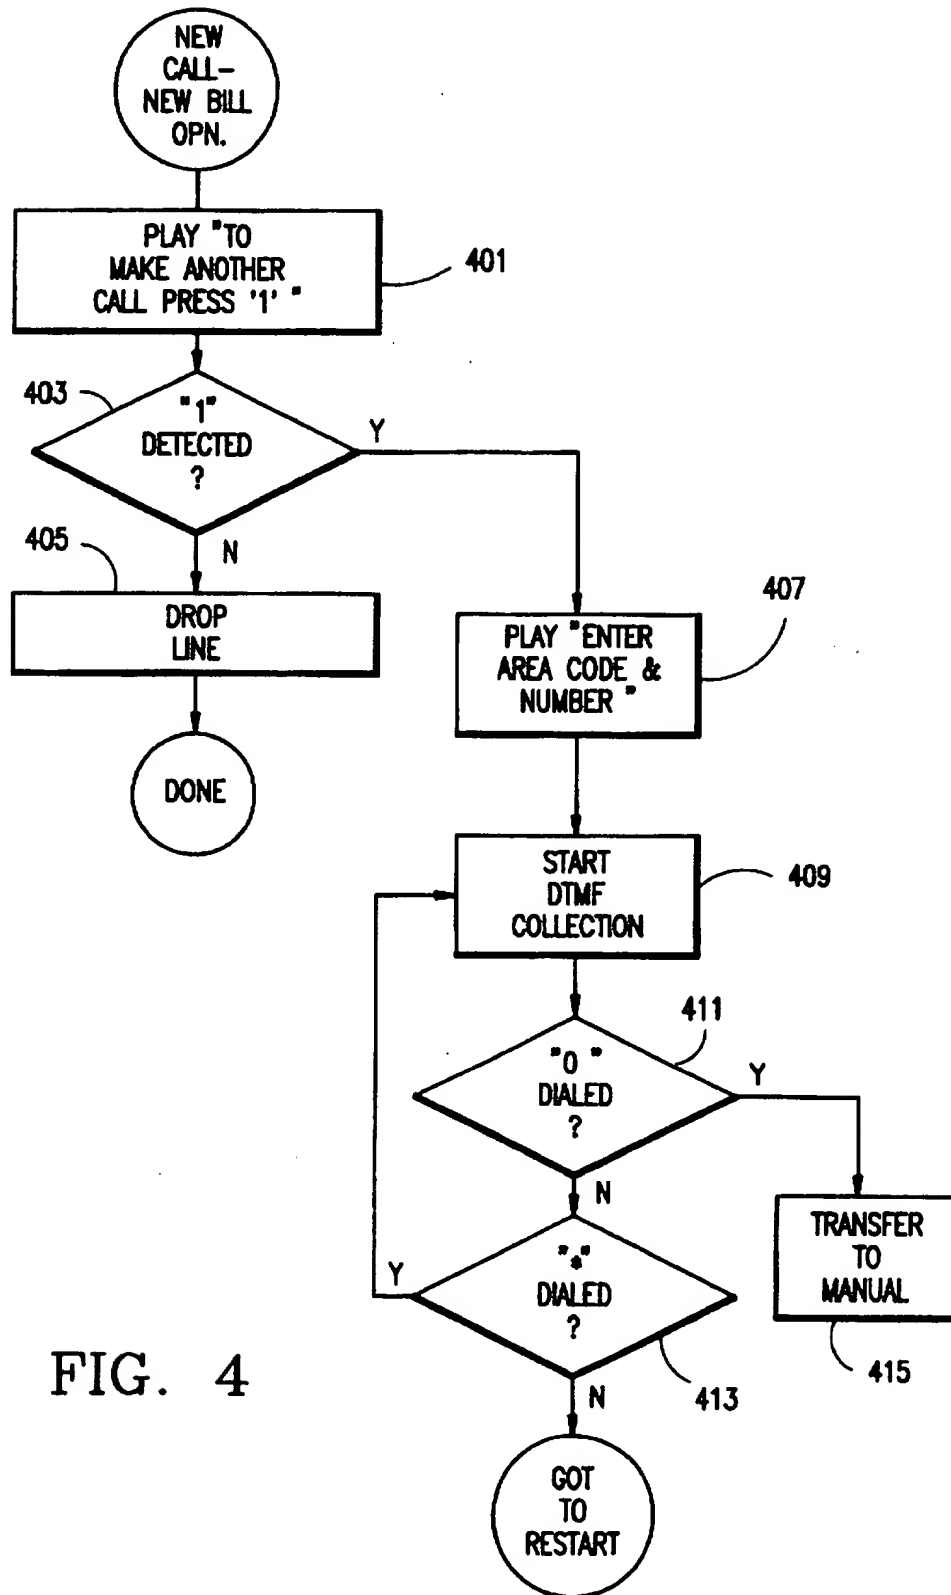 NEW
CALL-
NEW BILL
OPN.
PLAY "TO
MAKE ANOTHER
CALL PRESS '1' "
401
403
"1"
DETECTED
?
Y
N
405
DROP
LINE
DONE
407
PLAY "ENTER
AREA CODE &
NUMBER "
START
DTMF
COLLECTION
409
411
"0 "
DIALED
?
Y
N
TRANSFER
TO
MANUAL
415
"*"
DIALED
?
Y
413
N
GOT
TO
RESTART
FIG. 4